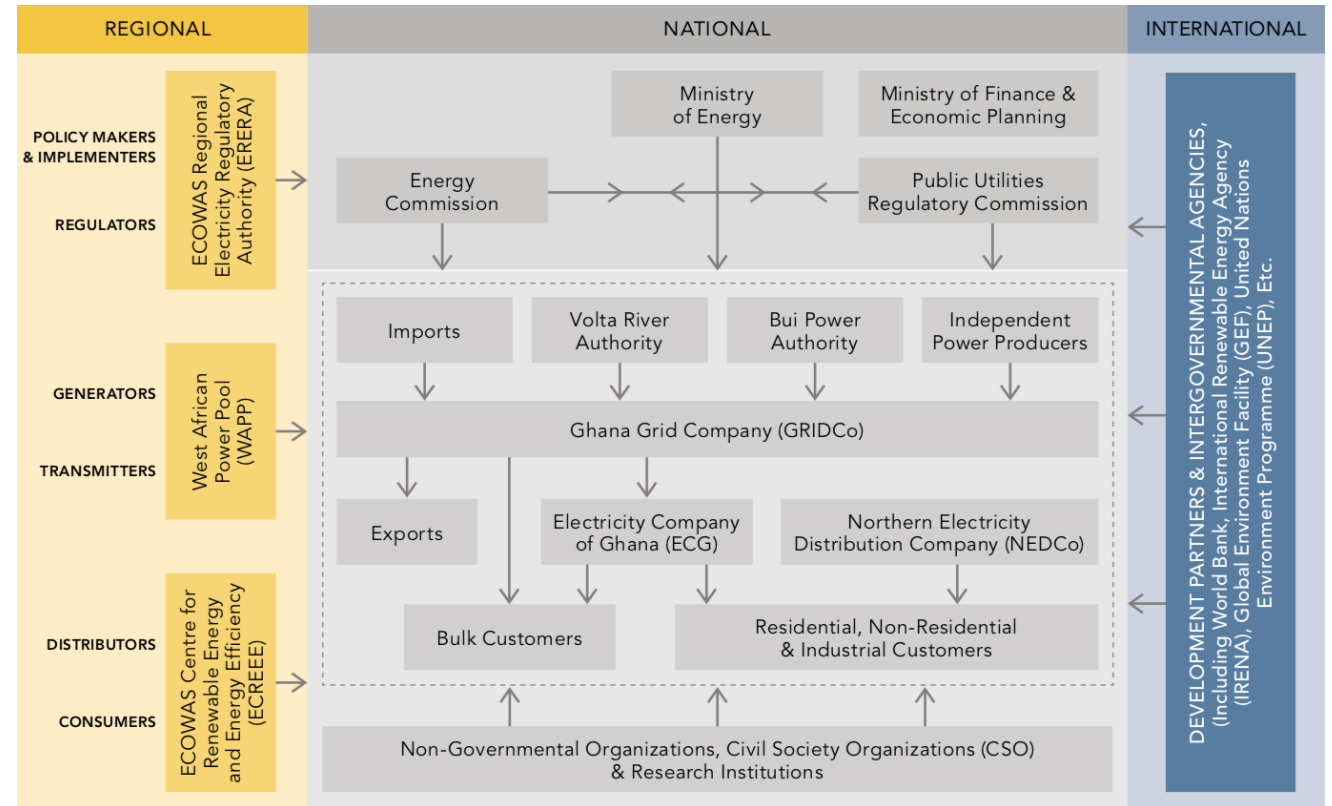 REGIONAL
NATIONAL
INTERNATIONAL
POLICY MAKERS
& IMPLEMENTERS
REGULATORS
GENERATORS
TRANSMITTERS
DISTRIBUTORS
CONSUMERS
ECOWAS Regional
Electricity Regulatory
Authority (ERERA)
West African
Power Pool
(WAPP)
ECOWAS Centre for
Renewable Energy
and Energy Efficiency
(ECREEE)
Ministry
of Energy
Ministry of Finance &
Economic Planning
Energy
Commission
Public Utilities
Regulatory Commission
Imports
Volta River
Authority
Bui Power
Authority
Independent
Power Producers
Ghana Grid Company (GRIDCo)
Exports
Electricity Company
of Ghana (ECG)
Northern Electricity
Distribution Company (NEDCo)
Bulk Customers
Residential, Non-Residential
& Industrial Customers
Non-Governmental Organizations, Civil Society Organizations (CSO)
& Research Institutions
DEVELOPMENT PARTNERS & INTERGOVERNMENTAL AGENCIES,
(Including World Bank, International Renewable Energy Agency
(IRENA), Global Environment Facility (GEF), United Nations
Environment Programme (UNEP), Etc.